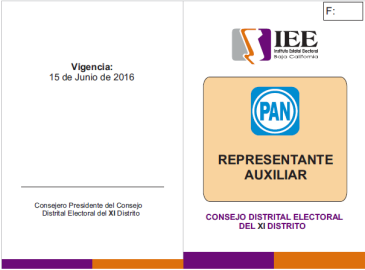 Vigencia:
15 de Junio de 2016
Consejero Presidente del Consejo
Distrital Electoral del XI Distrito
F:
IEE
Instituto Estatal Electoral
Baja California
PAN
REPRESENTANTE
AUXILIAR
CONSEJO DISTRITAL ELECTORAL
DEL XI DISTRITO